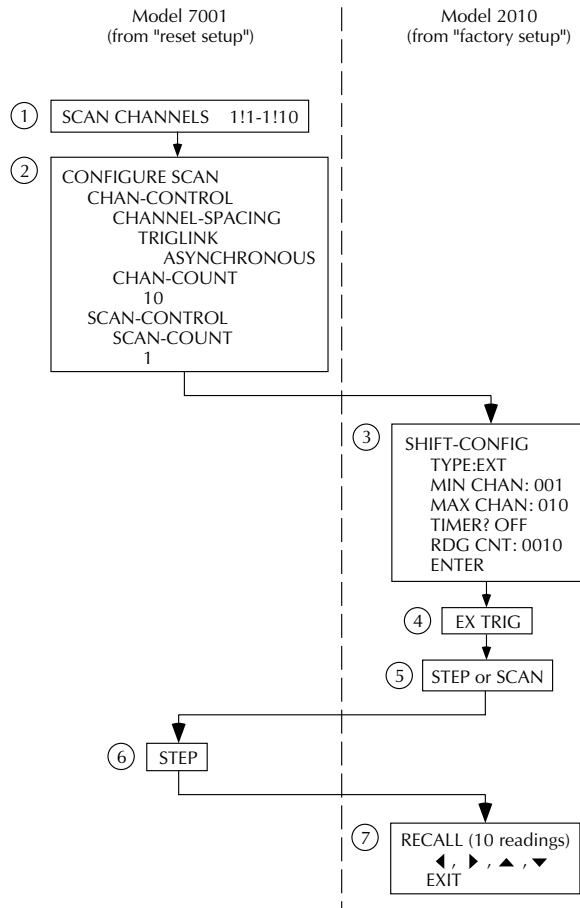 Model 7001
(from "reset setup")
Model 2010
(from "factory setup")
1
SCAN CHANNELS 1!1-1!10
2
CONFIGURE SCAN
CHAN-CONTROL
CHANNEL-SPACING
TRIGLINK
ASYNCHRONOUS
CHAN-COUNT
10
SCAN-CONTROL
SCAN-COUNT
1
3
SHIFT-CONFIG
TYPE:EXT
MIN CHAN: 001
MAX CHAN: 010
TIMER? OFF
RDG CNT: 0010
ENTER
4
EX TRIG
5
STEP or SCAN
6
STEP
7
RECALL (10 readings)
◀ , ▶ , ▲ , ▼
EXIT